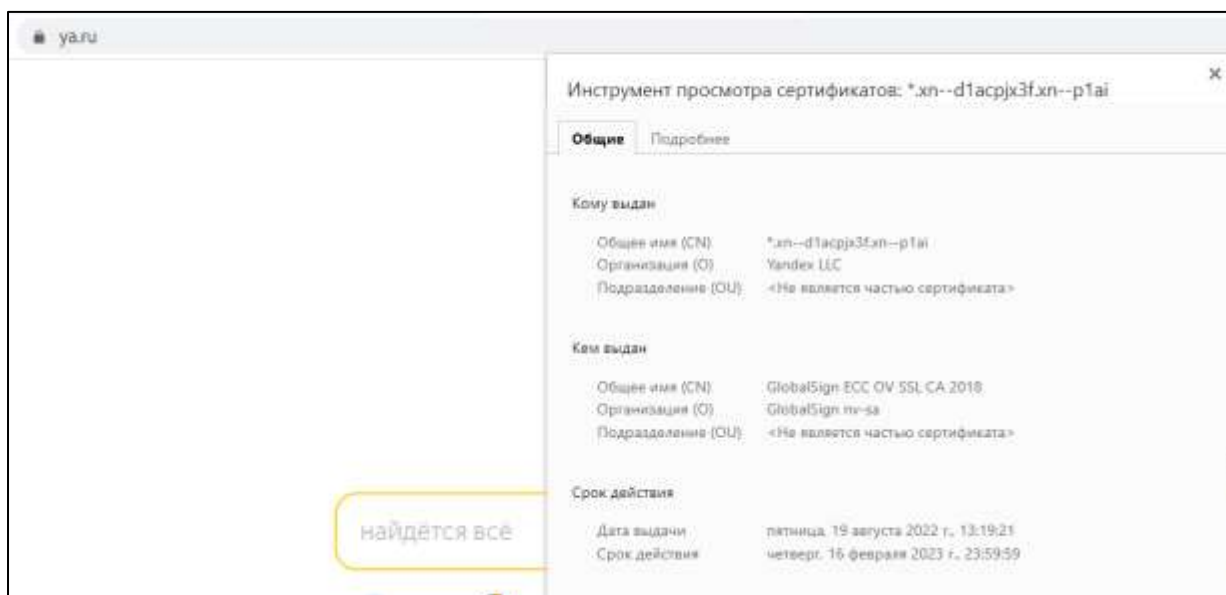 ya.ru
Инструмент просмотра сертификатов: *.xn--d1acpjx3f.xn--p1ai
×
Общие Подробнее
Кому выдан
Общее имя (CN) *.xn--d1acpjx3f.xn--p1ai
Организация (O) Yandex LLC
Подразделение (OU) <Не является частью сертификата>
Кем выдан
Общее имя (CN) GlobalSign ECC OV SSL CA 2018
Организация (O) GlobalSign nv-sa
Подразделение (OU) <Не является частью сертификата>
Срок действия
найдётся всё
Дата выдачи пятница, 19 августа 2022 г., 13:19:21
Срок действия четверг, 16 февраля 2023 г., 23:59:59